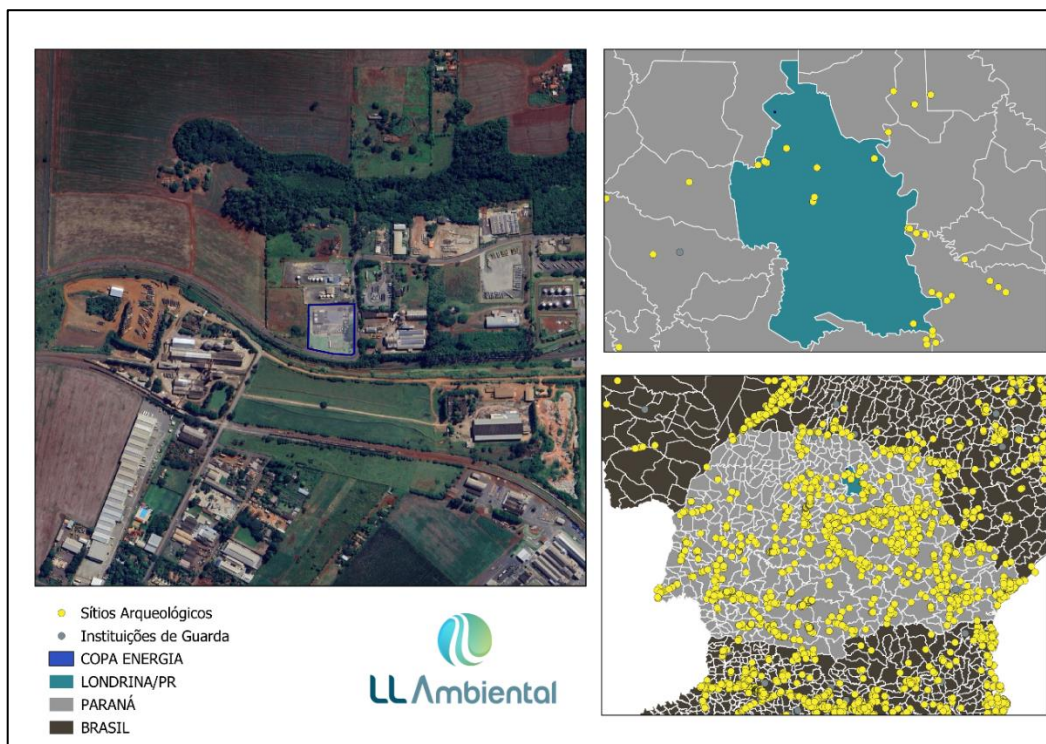 Sítios Arqueológicos
Instituições de Guarda
COPA ENERGIA
LONDRINA/PR
PARANÁ
BRASIL
LL Ambiental